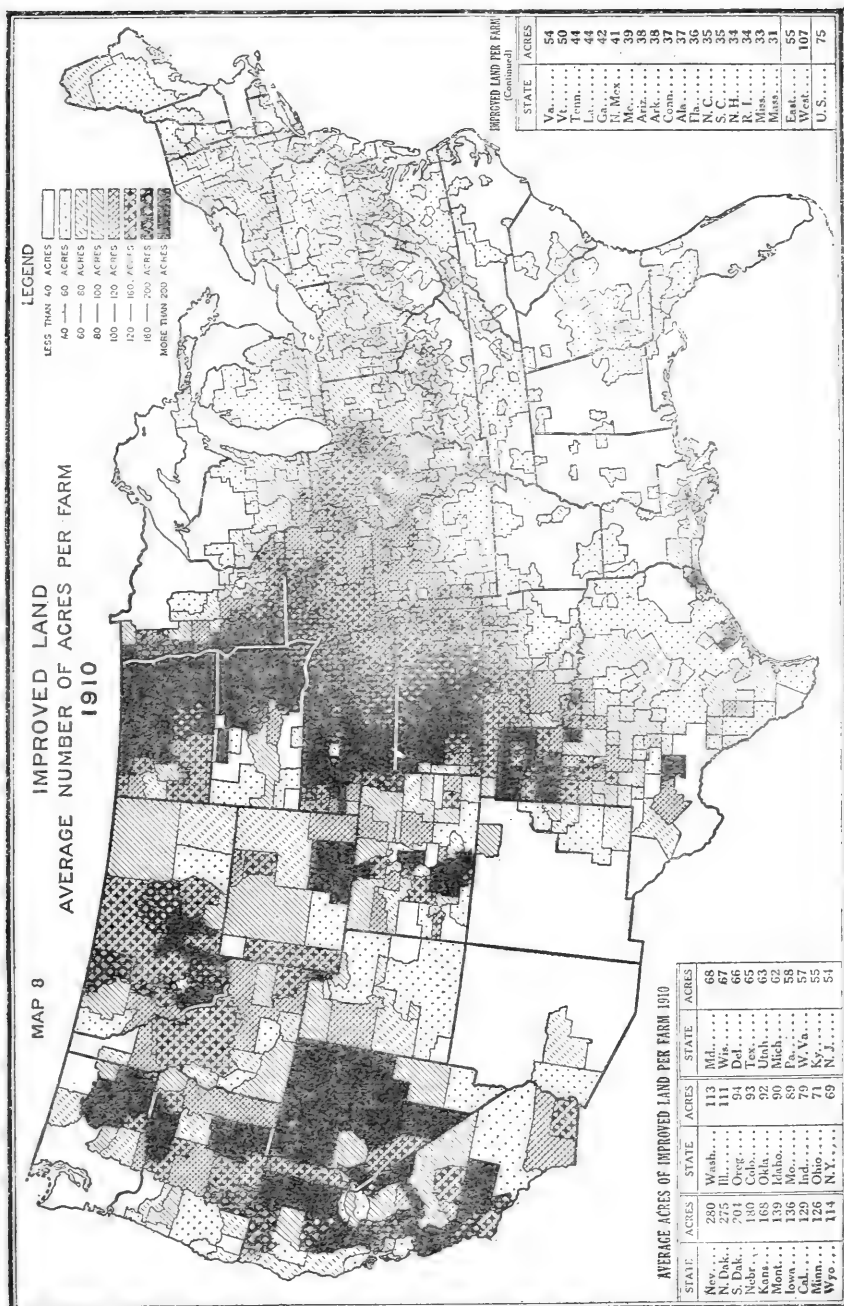 MAP 8
IMPROVED LAND
AVERAGE NUMBER OF ACRES PER FARM
1910
LEGEND
LESS THAN 40 ACRES
40 — 60 ACRES
60 — 80 ACRES
80 — 100 ACRES
100 — 120 ACRES
120 — 160 ACRES
160 — 200 ACRES
MORE THAN 200 ACRES
AVERAGE ACRES OF IMPROVED LAND PER FARM 1910
STATE ACRES STATE ACRES STATE ACRES
Nev... 280 Wash.... 113 Md..... 68
N. Dak.. 275 Ill...... 111 Wis.... 67
S. Dak.. 204 Oreg.... 94 Del..... 66
Nebr... 180 Colo.... 93 Tex..... 65
Kans... 168 Okla.... 92 Utah.... 63
Mont... 139 Idaho... 90 Mich.... 62
Iowa... 136 Mo..... 89 Pa...... 58
Cal.... 129 Ind..... 79 W. Va... 57
Minn... 126 Ohio.... 71 Ky..... 55
Wyo... 114 N.Y.... 69 N.J.... 54
IMPROVED LAND PER FARM
(Continued)
STATE ACRES
Va..... 54
Vt..... 50
Tenn.... 44
La..... 44
Ga..... 42
N. Mex.. 41
Me..... 39
Ariz.... 38
Ark.... 38
Conn... 37
Ala.... 37
Fla.... 36
N.C.... 35
S.C.... 35
N.H.... 34
R.I.... 34
Miss... 33
Mass... 31
East... 55
West... 107
U.S.... 75